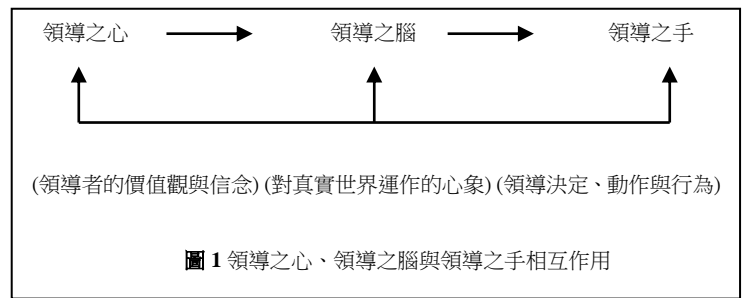 領導之心 領導之腦 領導之手
(領導者的價值觀與信念) (對真實世界運作的心象) (領導決定、動作與行為)
圖 1 領導之心、領導之腦與領導之手相互作用